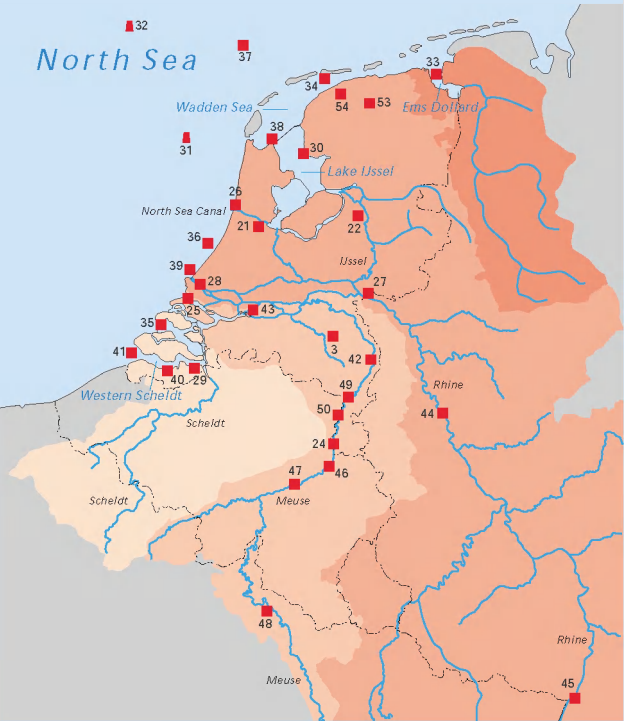 32
37
North Sea
33
34
54
53
Wadden Sea
Ems Dollard
38
31
30
Lake IJssel
26
North Sea Canal
21
22
36
IJssel
39
28
27
25
43
35
3
41
42
40
29
Rhine
49
Western Scheldt
50
44
Scheldt
24
46
47
Scheldt
Meuse
48
Rhine
Meuse
45